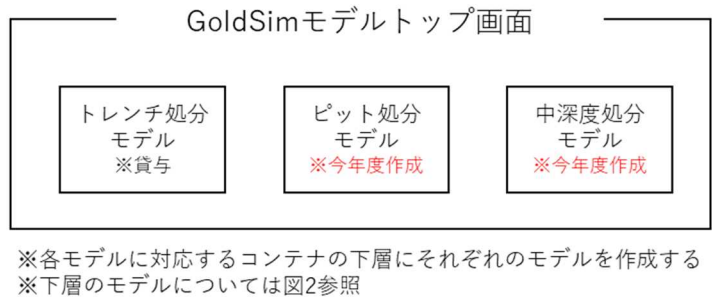 GoldSimモデルトップ画面
トレンチ処分
モデル
※貸与
ピット処分
モデル
※今年度作成
中深度処分
モデル
※今年度作成
※各モデルに対応するコンテナの下層にそれぞれのモデルを作成する
※下層のモデルについては図2参照